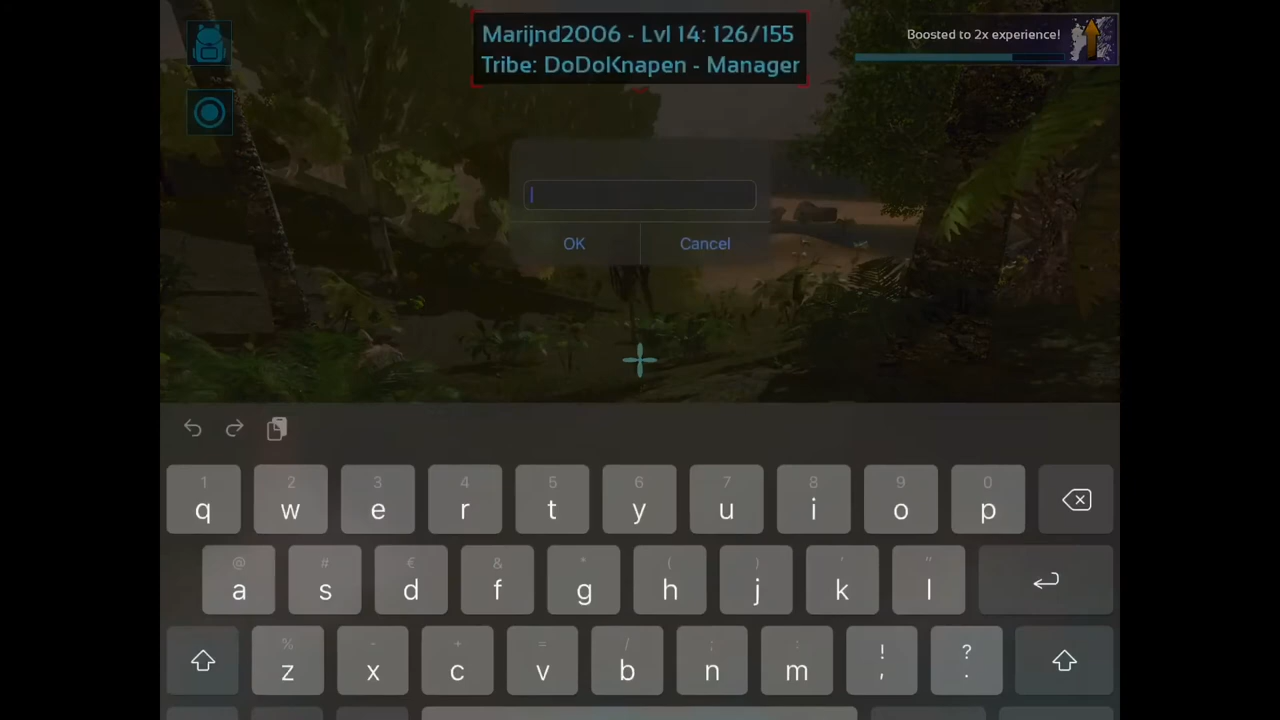 Marijnd2006 - Lvl 14: 126/155
Tribe: DoDoKnapen - Manager
Boosted to 2x experience!
OK Cancel
1 2 3 4 5 6 7 8 9 0
q w e r t y u i o p
@ # € & * ( ) ' "
a s d f g h j k l
% - + = / ; : ! ?
z x c v b n m , .